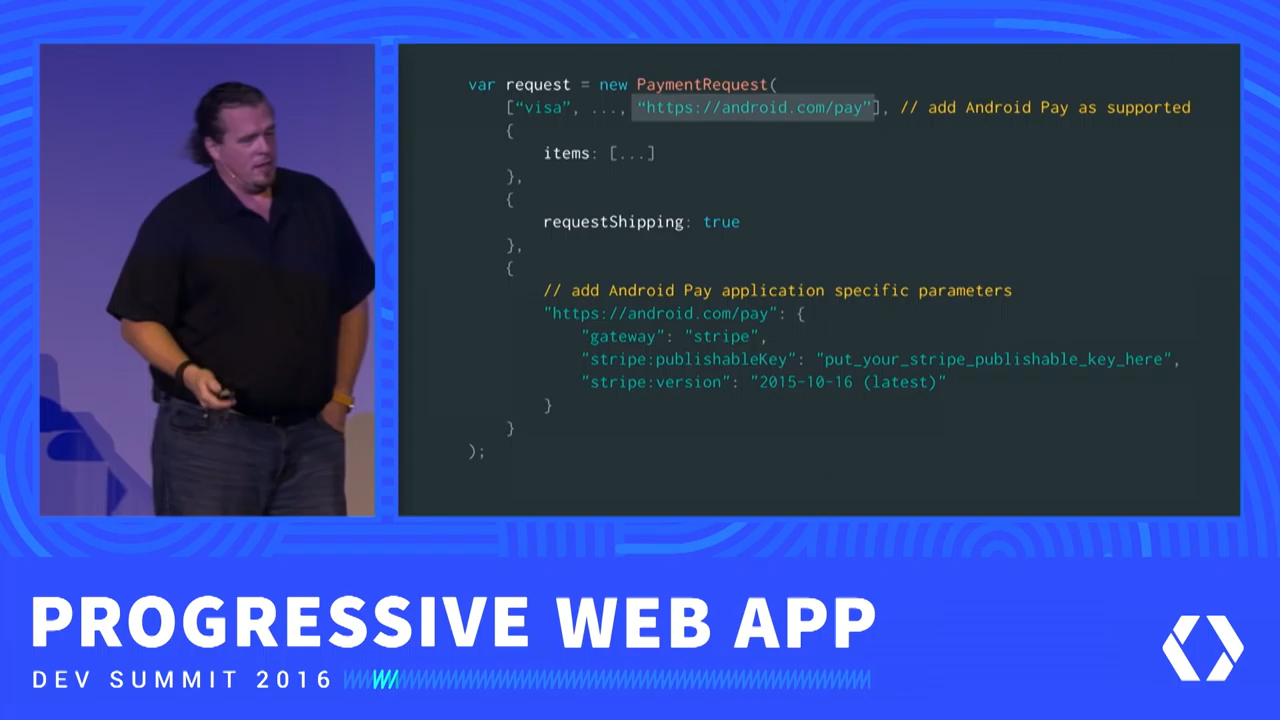 var request = new PaymentRequest(
[“visa”, ..., “https://android.com/pay”], // add Android Pay as supported
{
items: [...]
},
{
requestShipping: true
},
{
// add Android Pay application specific parameters
"https://android.com/pay": {
"gateway": "stripe",
"stripe:publishableKey": "put_your_stripe_publishable_key_here",
"stripe:version": "2015-10-16 (latest)"
}
}
);
PROGRESSIVE WEB APP
DEV SUMMIT 2016